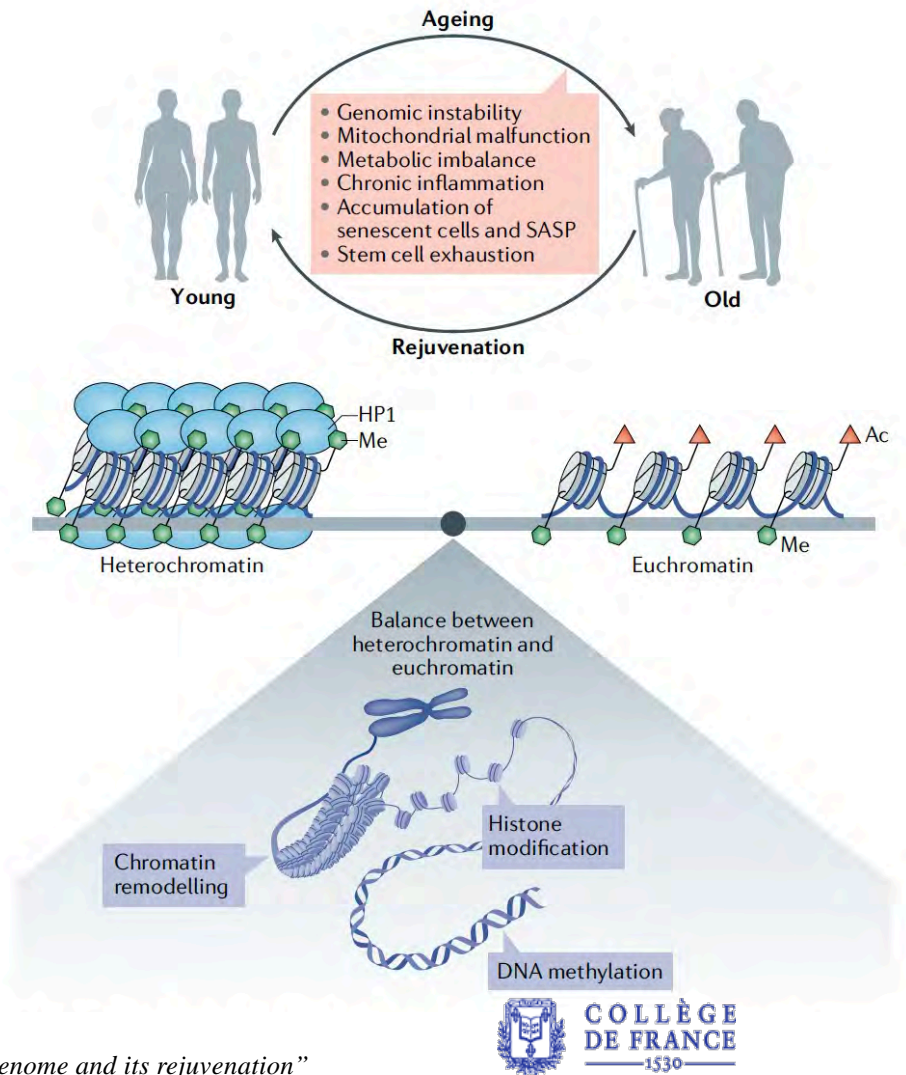 Ageing
• Genomic instability
• Mitochondrial malfunction
• Metabolic imbalance
• Chronic inflammation
• Accumulation of
senescent cells and SASP
• Stem cell exhaustion
Young
Old
Rejuvenation
HP1
Me
Ac
Me
Heterochromatin
Euchromatin
Balance between
heterochromatin and
euchromatin
Histone
modification
Chromatin
remodelling
DNA methylation
COLLÈGE
DE FRANCE
1530
enome and its rejuvenation”